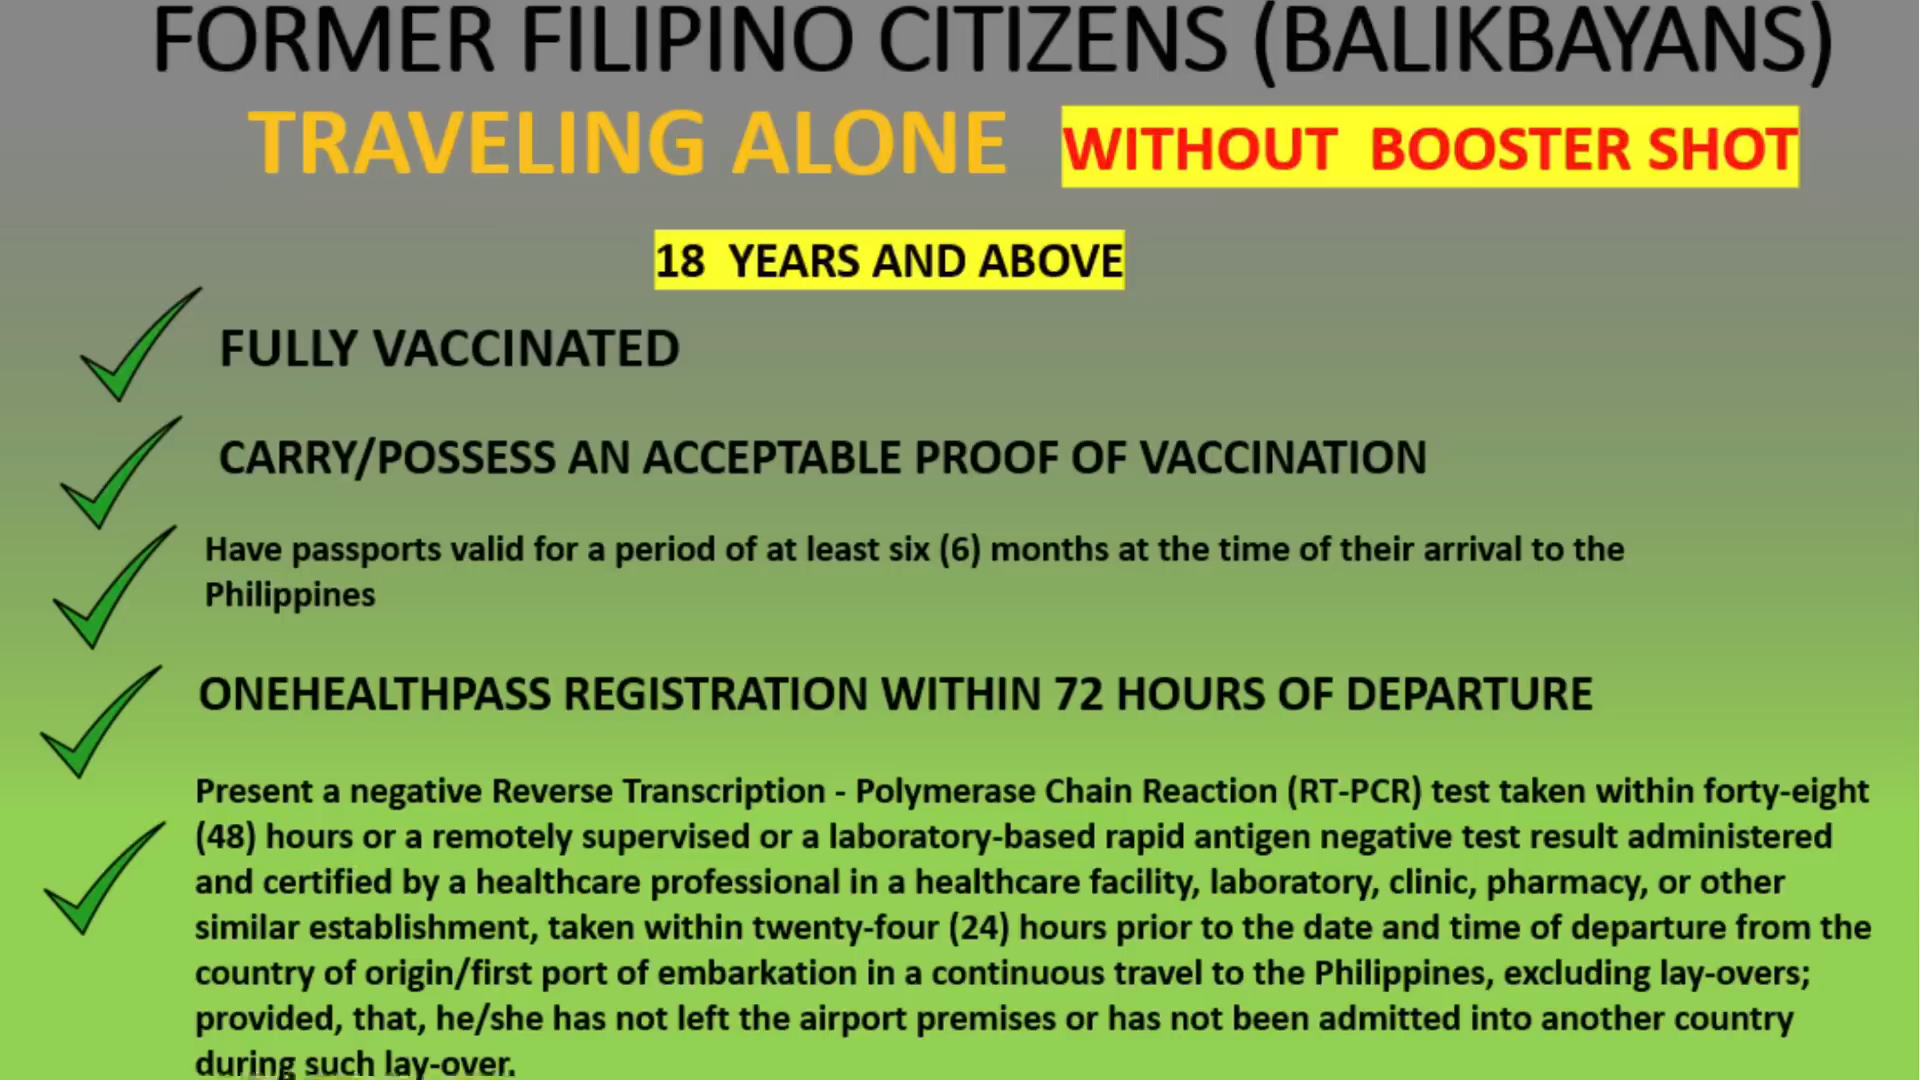 FORMER FILIPINO CITIZENS (BALIKBAYANS)
TRAVELING ALONE WITHOUT BOOSTER SHOT
18 YEARS AND ABOVE
FULLY VACCINATED
CARRY/POSSESS AN ACCEPTABLE PROOF OF VACCINATION
Have passports valid for a period of at least six (6) months at the time of their arrival to the
Philippines
ONEHEALTHPASS REGISTRATION WITHIN 72 HOURS OF DEPARTURE
Present a negative Reverse Transcription - Polymerase Chain Reaction (RT-PCR) test taken within forty-eight
(48) hours or a remotely supervised or a laboratory-based rapid antigen negative test result administered
and certified by a healthcare professional in a healthcare facility, laboratory, clinic, pharmacy, or other
similar establishment, taken within twenty-four (24) hours prior to the date and time of departure from the
country of origin/first port of embarkation in a continuous travel to the Philippines, excluding lay-overs;
provided, that, he/she has not left the airport premises or has not been admitted into another country
during such lay-over.